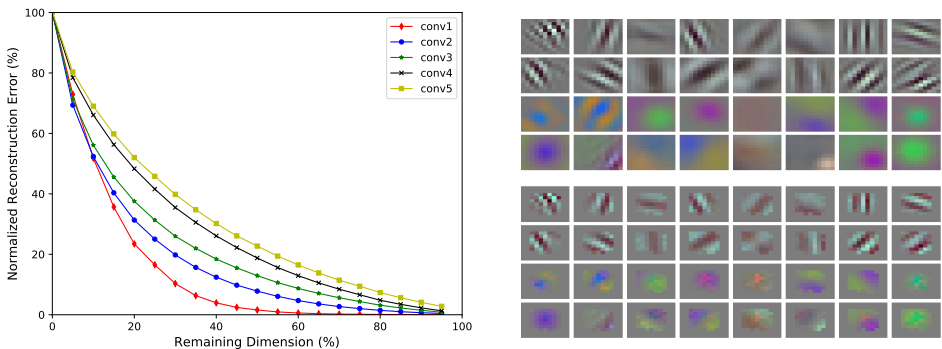 100
80
60
40
20
0
Normalized Reconstruction Error (%)
conv1
conv2
conv3
conv4
conv5
0
20
40
60
80
100
Remaining Dimension (%)